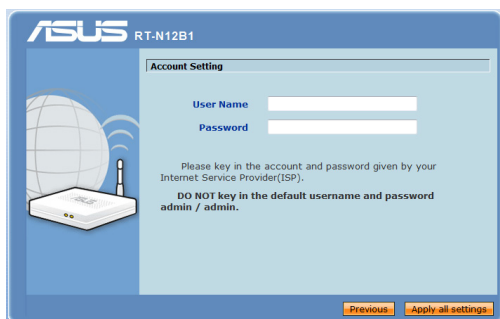 ASUS RT-N12B1
Account Setting
User Name
Password
Please key in the account and password given by your
Internet Service Provider(ISP).
DO NOT key in the default username and password
admin / admin.
ASUS
Previous Apply all settings